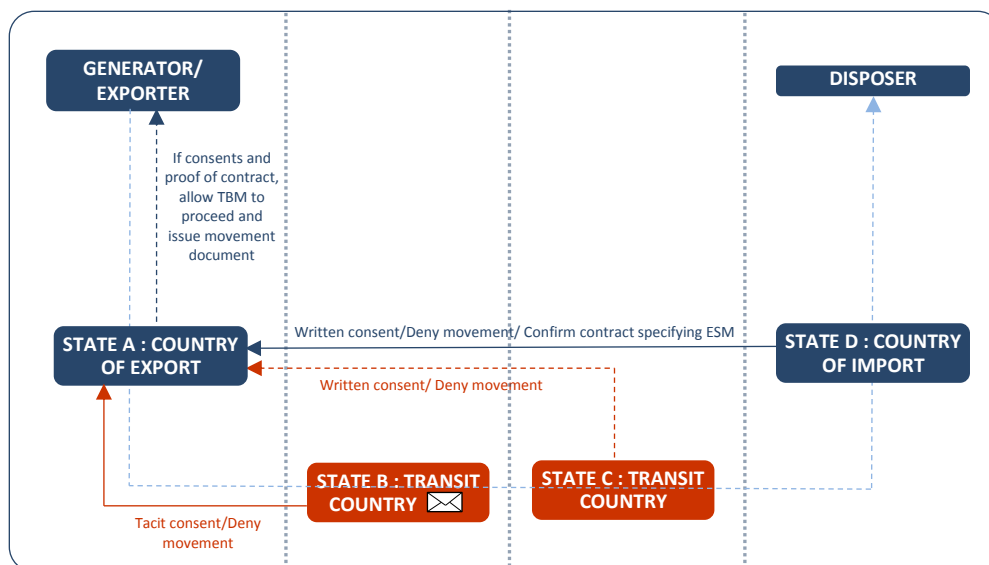 GENERATOR/
EXPORTER
DISPOSER
If consents and
proof of contract,
allow TBM to
proceed and
issue movement
document
STATE A : COUNTRY
OF EXPORT
Written consent/Deny movement/ Confirm contract specifying ESM
STATE D : COUNTRY
OF IMPORT
Written consent/ Deny movement
STATE B : TRANSIT
COUNTRY
STATE C : TRANSIT
COUNTRY
Tacit consent/Deny
movement